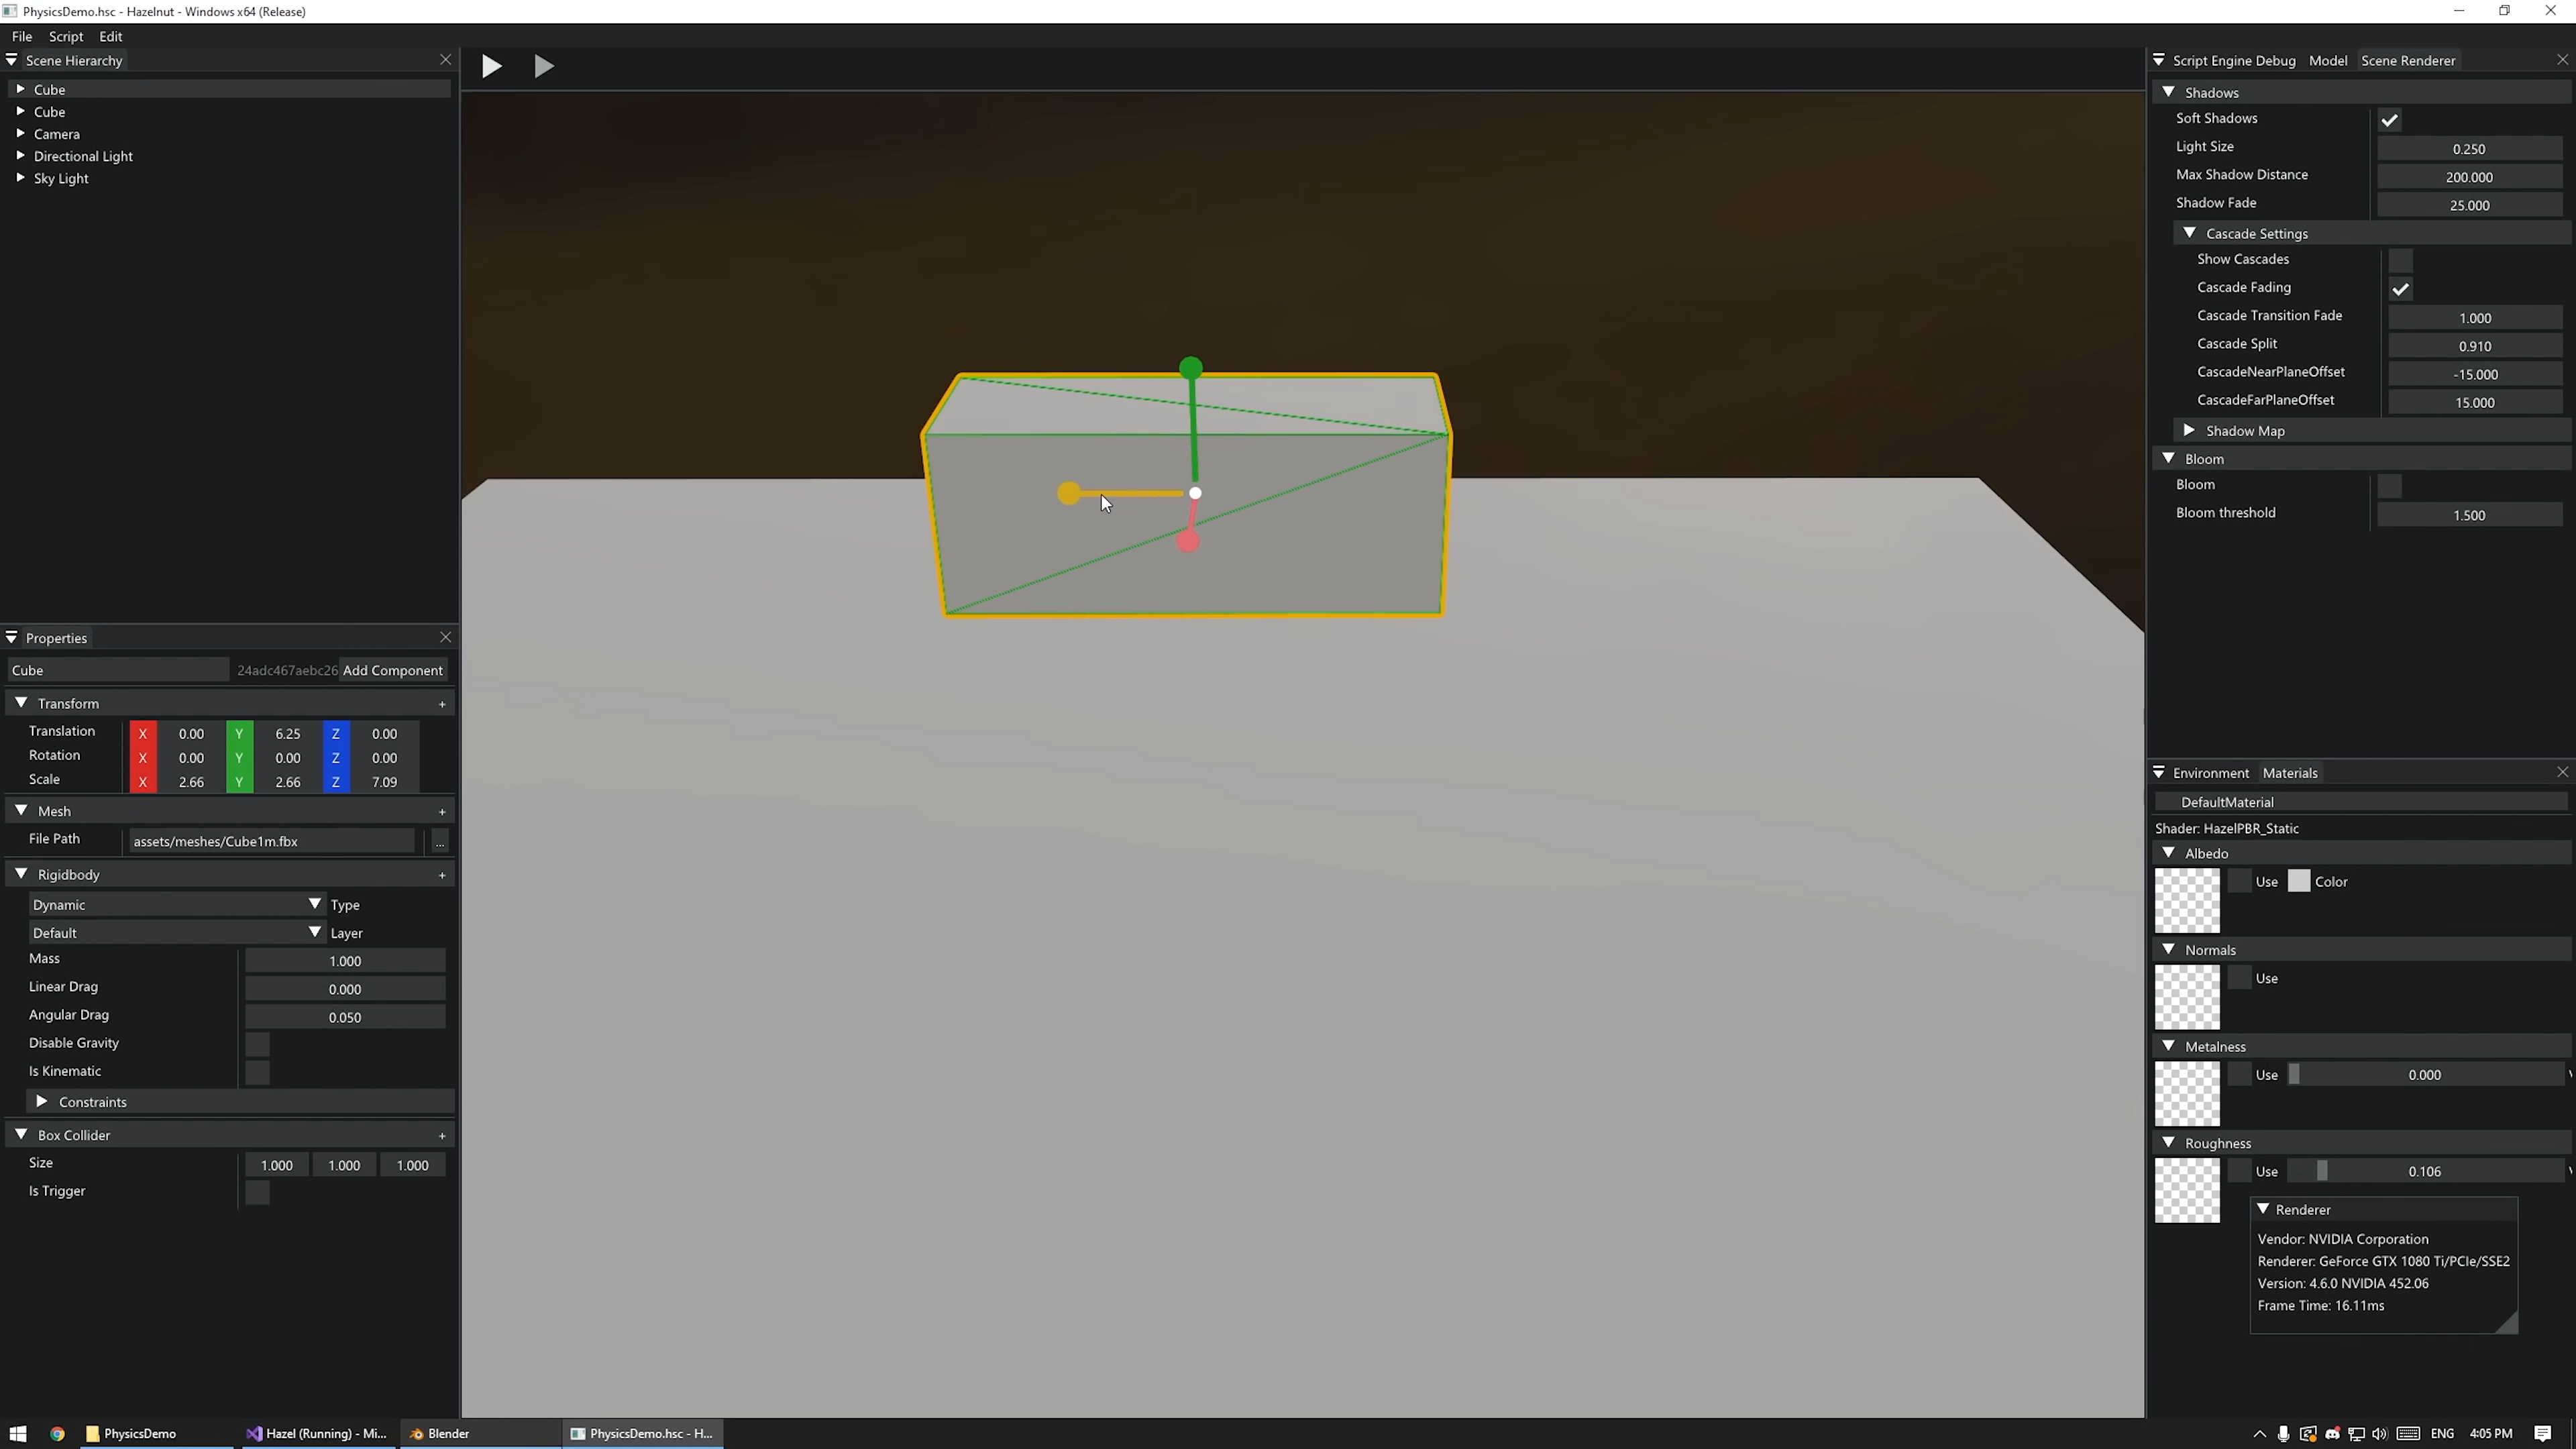 PhysicsDemo.hsc - Hazelnut - Windows x64 (Release)
File Script Edit
Scene Hierarchy
Cube
Cube
Camera
Directional Light
Sky Light
Properties
Cube 24adc467aebc26 Add Component
Transform +
Translation X 0.00 Y 6.25 Z 0.00
Rotation X 0.00 Y 0.00 Z 0.00
Scale X 2.66 Y 2.66 Z 7.09
Mesh +
File Path assets/meshes/Cube1m.fbx ...
Rigidbody +
Dynamic Type
Default Layer
Mass 1.000
Linear Drag 0.000
Angular Drag 0.050
Disable Gravity
Is Kinematic
Constraints
Box Collider +
Size 1.000 1.000 1.000
Is Trigger
Script Engine Debug Model Scene Renderer
Shadows
Soft Shadows
Light Size 0.250
Max Shadow Distance 200.000
Shadow Fade 25.000
Cascade Settings
Show Cascades
Cascade Fading
Cascade Transition Fade 1.000
Cascade Split 0.910
CascadeNearPlaneOffset -15.000
CascadeFarPlaneOffset 15.000
Shadow Map
Bloom
Bloom
Bloom threshold 1.500
Environment Materials
DefaultMaterial
Shader: HazelPBR_Static
Albedo
Use Color
Normals
Use
Metalness
Use 0.000
Roughness
Use 0.106
Renderer
Vendor: NVIDIA Corporation
Renderer: GeForce GTX 1080 Ti/PCIe/SSE2
Version: 4.6.0 NVIDIA 452.06
Frame Time: 16.11ms
PhysicsDemo Hazel (Running) - Mi... Blender PhysicsDemo.hsc - H... ENG 4:05 PM